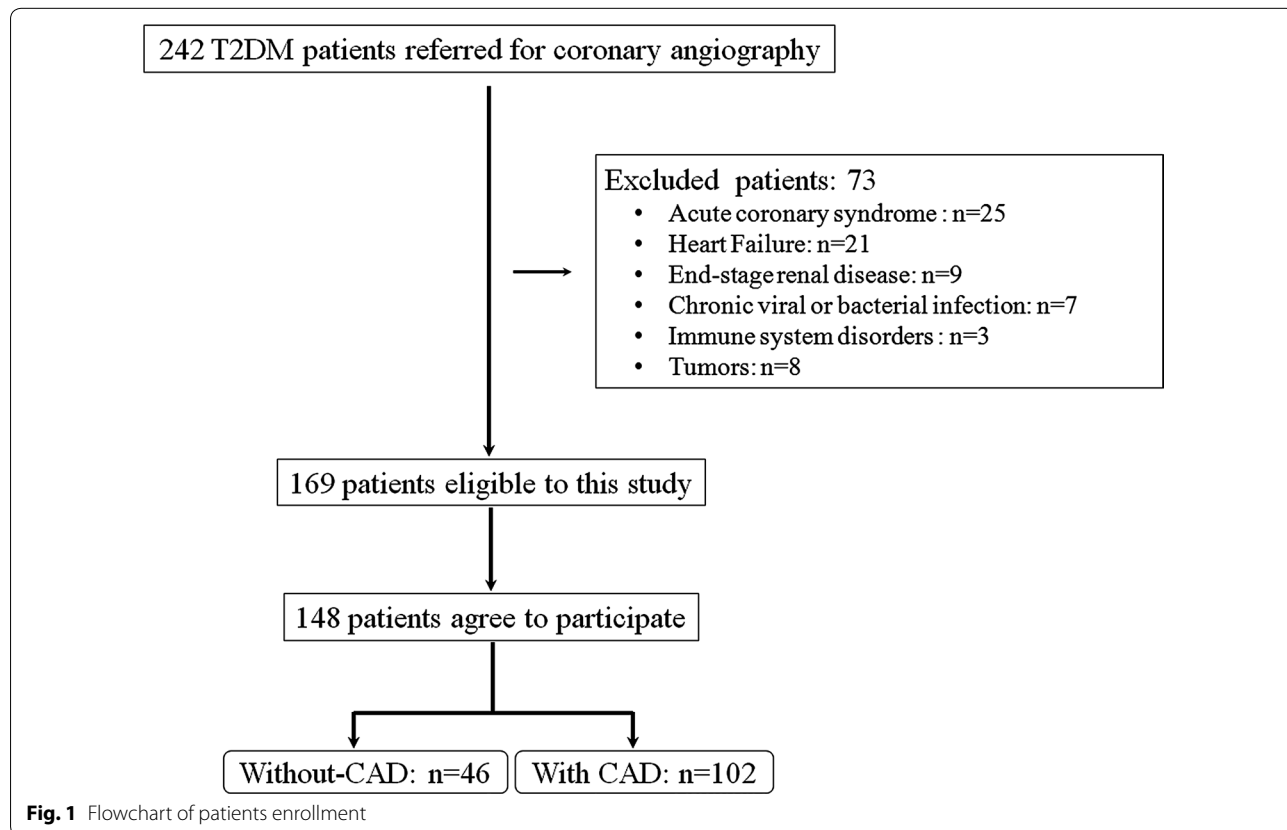 242 T2DM patients referred for coronary angiography
Excluded patients: 73
• Acute coronary syndrome : n=25
• Heart Failure: n=21
• End-stage renal disease: n=9
• Chronic viral or bacterial infection: n=7
• Immune system disorders : n=3
• Tumors: n=8
169 patients eligible to this study
148 patients agree to participate
Without-CAD: n=46 With CAD: n=102
Fig. 1 Flowchart of patients enrollment